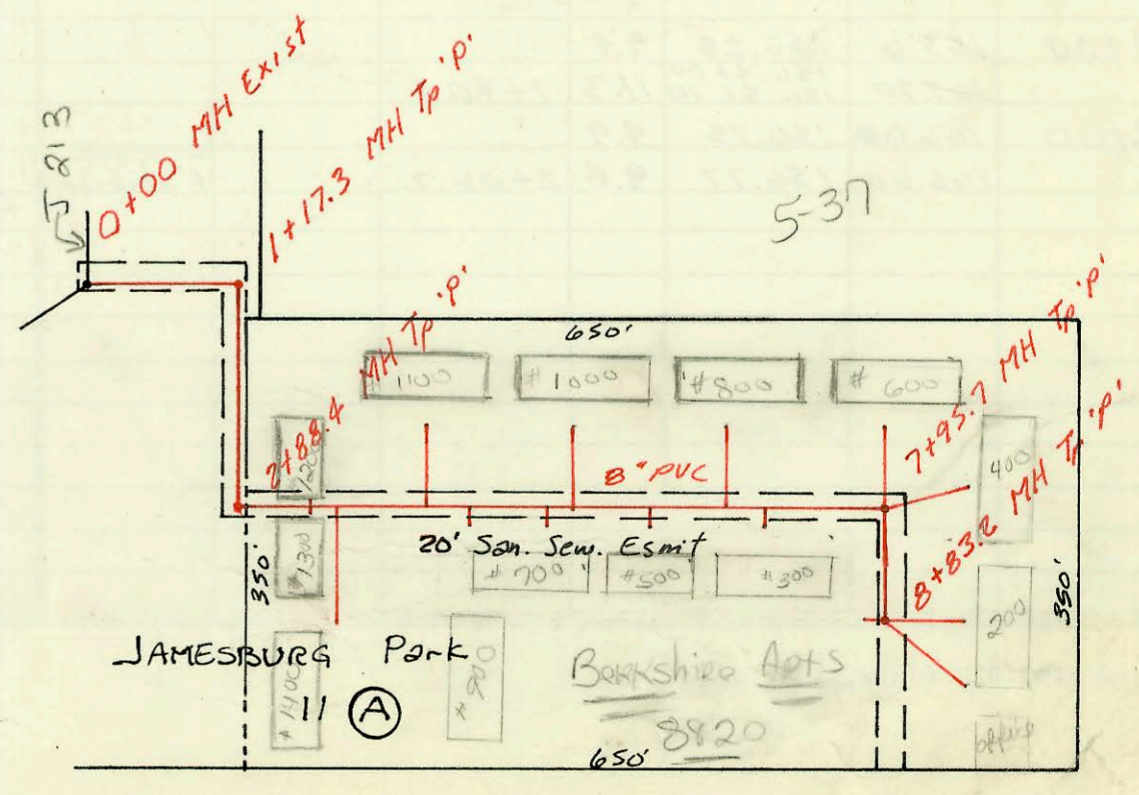 J 213
0+00 MH Exist
1+17.3 MH Tp 'P'
5-37
650'
2+88.4 MH Tp 'P'
7+95.7 MH Tp 'P'
8+83.2 MH Tp 'P'
# 1100
# 1000
# 800
# 600
400
1200
8" PVC
20' San. Sew. Esmt
# 1300
# 700
#500
#300
200
350'
350'
JAMESBURG Park
11 A
# 1400
# 900
Berkshire Apts
8820
office
650'